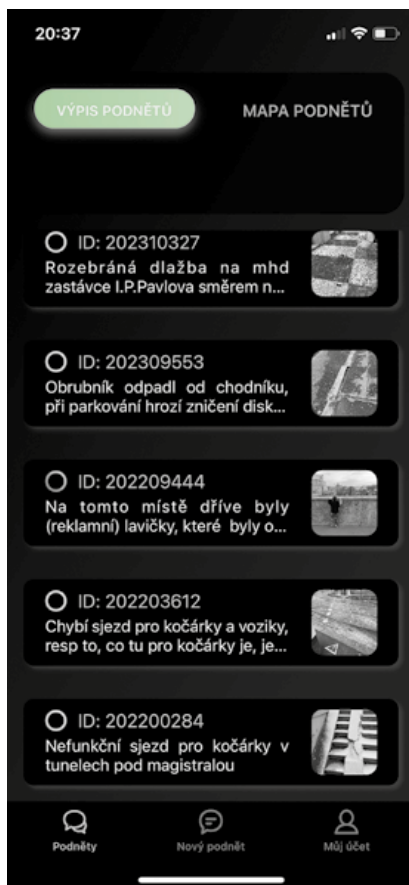 20:37
VÝPIS PODNĚTŮ
MAPA PODNĚTŮ
ID: 202310327
Rozebráná dlažba na mhd
zastávce I.P.Pavlova směrem n...
ID: 202309553
Obrubník odpadl od chodníku,
při parkování hrozí zničení disk...
ID: 202209444
Na tomto místě dříve byly
(reklamní) lavičky, které byly o...
ID: 202203612
Chybí sjezd pro kočárky a voziky,
resp to, co tu pro kočárky je, je...
ID: 202200284
Nefunkční sjezd pro kočárky v
tunelech pod magistralou
Podněty
Nový podnět
Můj účet